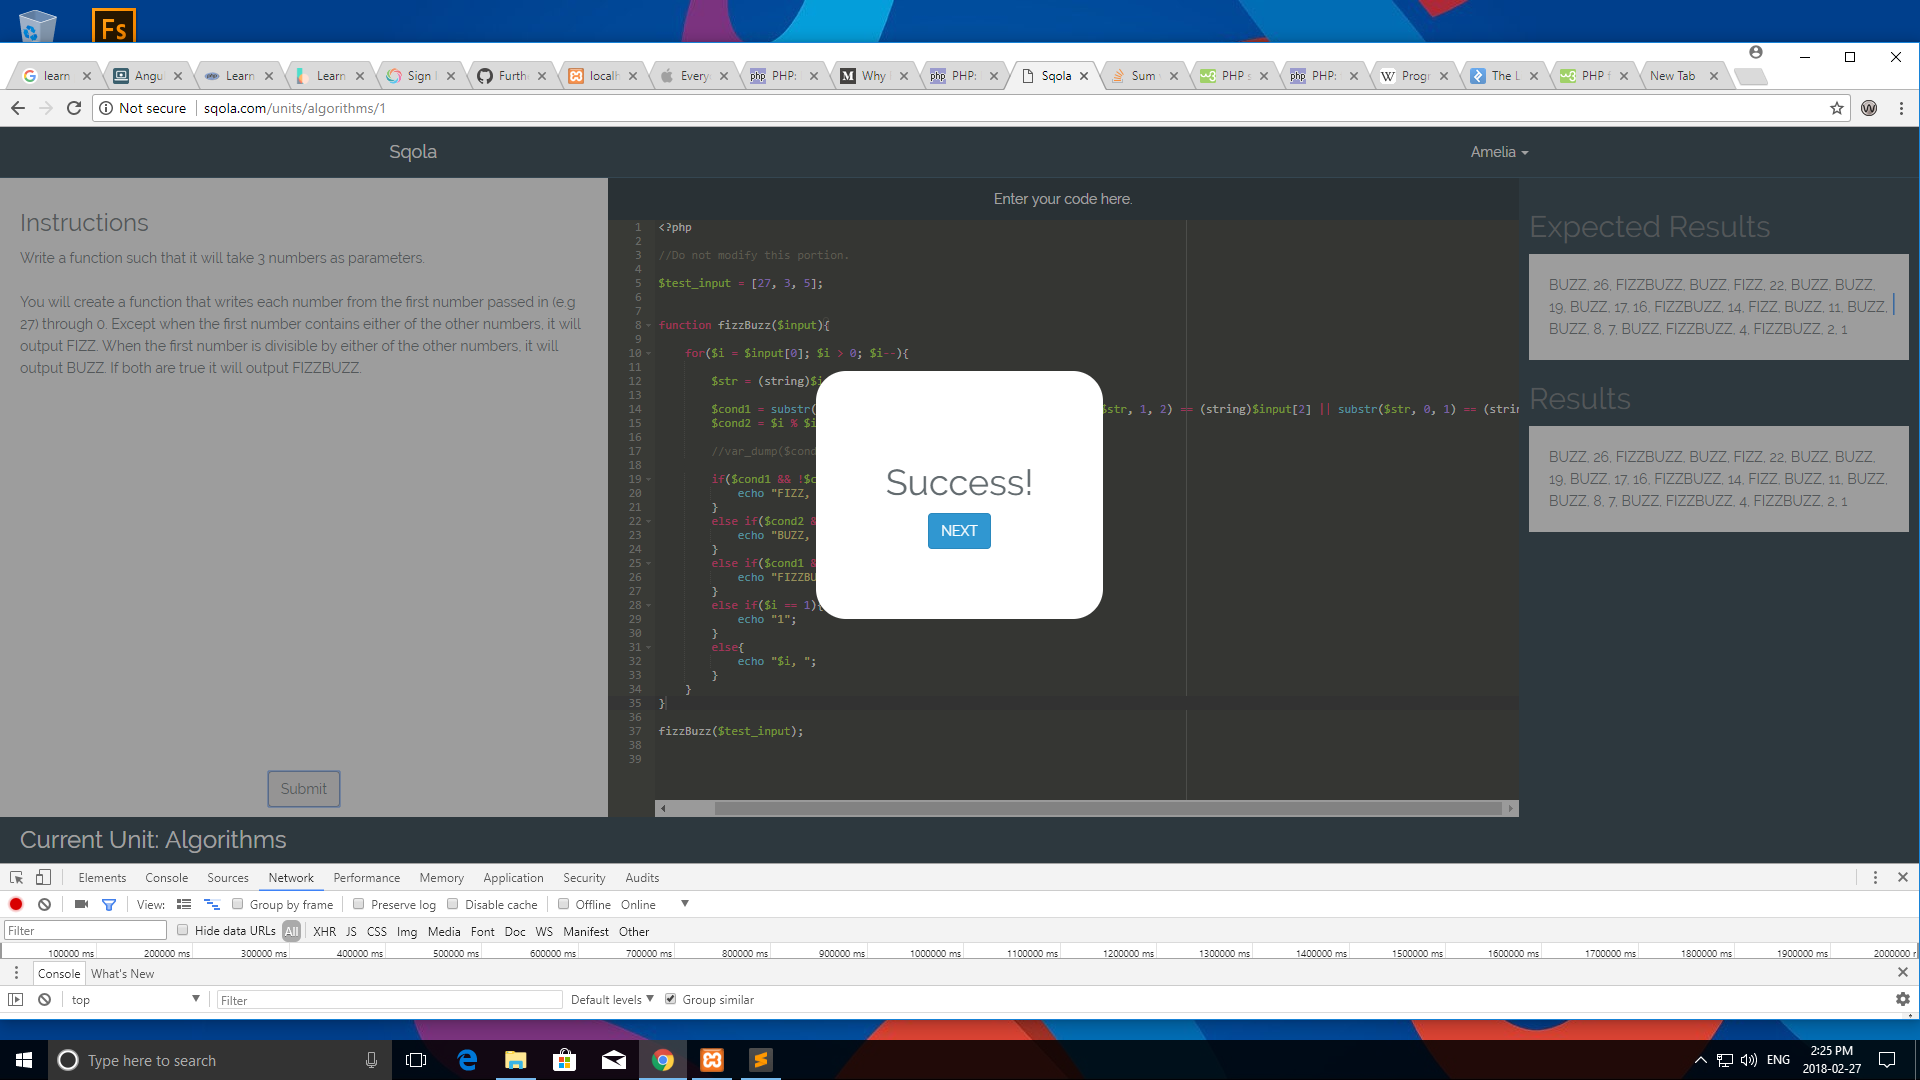 Fs
learn
Angu
Learn
Learn
Sign
Furth
localh
Every
php PHP:
M Why
php PHP:
Sqola
Sum
PHP s
php PHP:
W Progr
The L
PHP f
New Tab
Not secure
sqola.com/units/algorithms/1
Sqola
Amelia
Instructions
Write a function such that it will take 3 numbers as parameters.
You will create a function that writes each number from the first number passed in (e.g
27) through 0. Except when the first number contains either of the other numbers, it will
output FIZZ. When the first number is divisible by either of the other numbers, it will
output BUZZ. If both are true it will output FIZZBUZZ.
Submit
Enter your code here.
1 <?php
2
3 //Do not modify this portion.
4
5 $test_input = [27, 3, 5];
6
7
8 function fizzBuzz($input){
9
10 for($i = $input[0]; $i > 0; $i--){
11
12 $str = (string)$i
13
14 $cond1 = substr( $str, 1, 2) == (string)$input[2] || substr($str, 0, 1) == (strin
15 $cond2 = $i % $i
16
17 //var_dump($cond
18
19 if($cond1 && !$c
20 echo "FIZZ,
21 }
22 else if($cond2 &
23 echo "BUZZ,
24 }
25 else if($cond1 &
26 echo "FIZZBU
27 }
28 else if($i == 1){
29 echo "1";
30 }
31 else{
32 echo "$i, ";
33 }
34 }
35 }
36
37 fizzBuzz($test_input);
38
39
Success!
NEXT
Expected Results
BUZZ, 26, FIZZBUZZ, BUZZ, FIZZ, 22, BUZZ, BUZZ,
19, BUZZ, 17, 16, FIZZBUZZ, 14, FIZZ, BUZZ, 11, BUZZ,
BUZZ, 8, 7, BUZZ, FIZZBUZZ, 4, FIZZBUZZ, 2, 1
Results
BUZZ, 26, FIZZBUZZ, BUZZ, FIZZ, 22, BUZZ, BUZZ,
19, BUZZ, 17, 16, FIZZBUZZ, 14, FIZZ, BUZZ, 11, BUZZ,
BUZZ, 8, 7, BUZZ, FIZZBUZZ, 4, FIZZBUZZ, 2, 1
Current Unit: Algorithms
Elements Console Sources Network Performance Memory Application Security Audits
View: Group by frame Preserve log Disable cache Offline Online
Filter Hide data URLs All XHR JS CSS Img Media Font Doc WS Manifest Other
100000 ms 200000 ms 300000 ms 400000 ms 500000 ms 600000 ms 700000 ms 800000 ms 900000 ms 1000000 ms 1100000 ms 1200000 ms 1300000 ms 1400000 ms 1500000 ms 1600000 ms 1700000 ms 1800000 ms 1900000 ms 2000000
Console What's New
top Filter Default levels Group similar
Type here to search
ENG
2:25 PM
2018-02-27